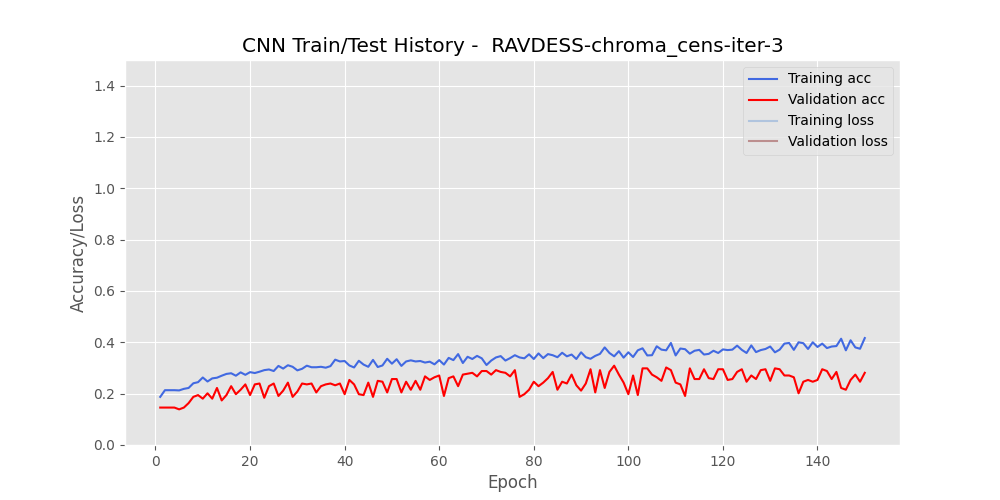 CNN Train/Test History -  RAVDESS-chroma_cens-iter-3
Training acc
Validation acc
Training loss
Validation loss
Accuracy/Loss
1.4
1.2
1.0
0.8
0.6
0.4
0.2
0.0
0 20 40 60 80 100 120 140
Epoch